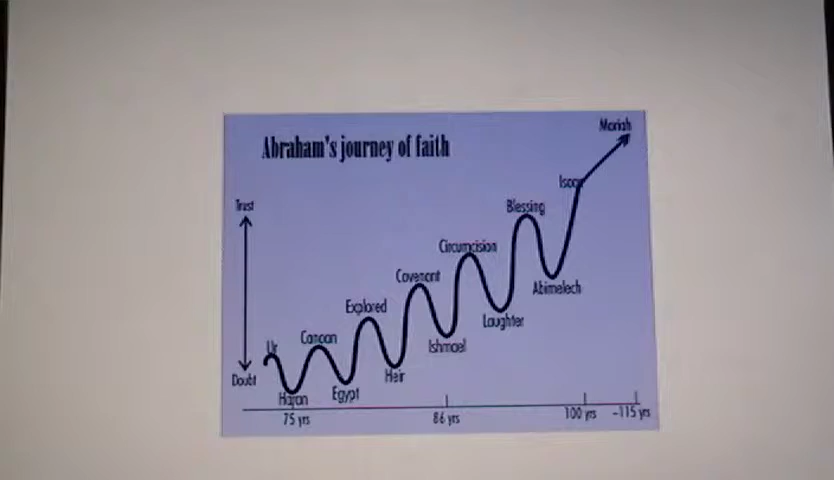 Abraham's journey of faith
Moriah
Isaac
Trust
Blessing
Circumcision
Covenant
Abimelech
Explored
Laughter
Ur
Canaan
Ishmael
Doubt
Heir
Haran
Egypt
75 yrs
86 yrs
100 yrs
~115 yrs